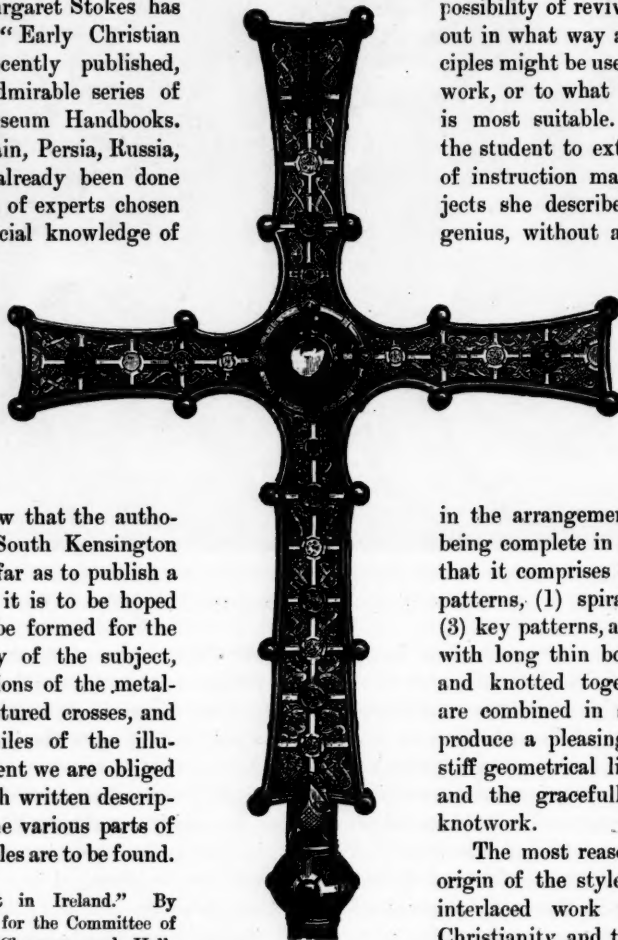 rgaret Stokes has
“Early Christian
cently published,
dmirable series of
seum Handbooks.
in, Persia, Russia,
already been done
of experts chosen
cial knowledge of
w that the autho-
South Kensington
far as to publish a
it is to be hoped
be formed for the
y of the subject,
ions of the metal-
tured crosses, and
iles of the illu-
ent we are obliged
h written descrip-
e various parts of
les are to be found.
t in Ireland.” By
for the Committee of
possibility of reviv
out in what way a
ciples might be use
work, or to what
is most suitable.
the student to ext
of instruction ma
jects she describe
genius, without a
in the arrangemen
being complete in
that it comprises
patterns, (1) spira
(3) key patterns, a
with long thin bo
and knotted toge
are combined in
produce a pleasing
stiff geometrical li
and the gracefull
knotwork.
The most reaso
origin of the style
interlaced work
Christianity and t